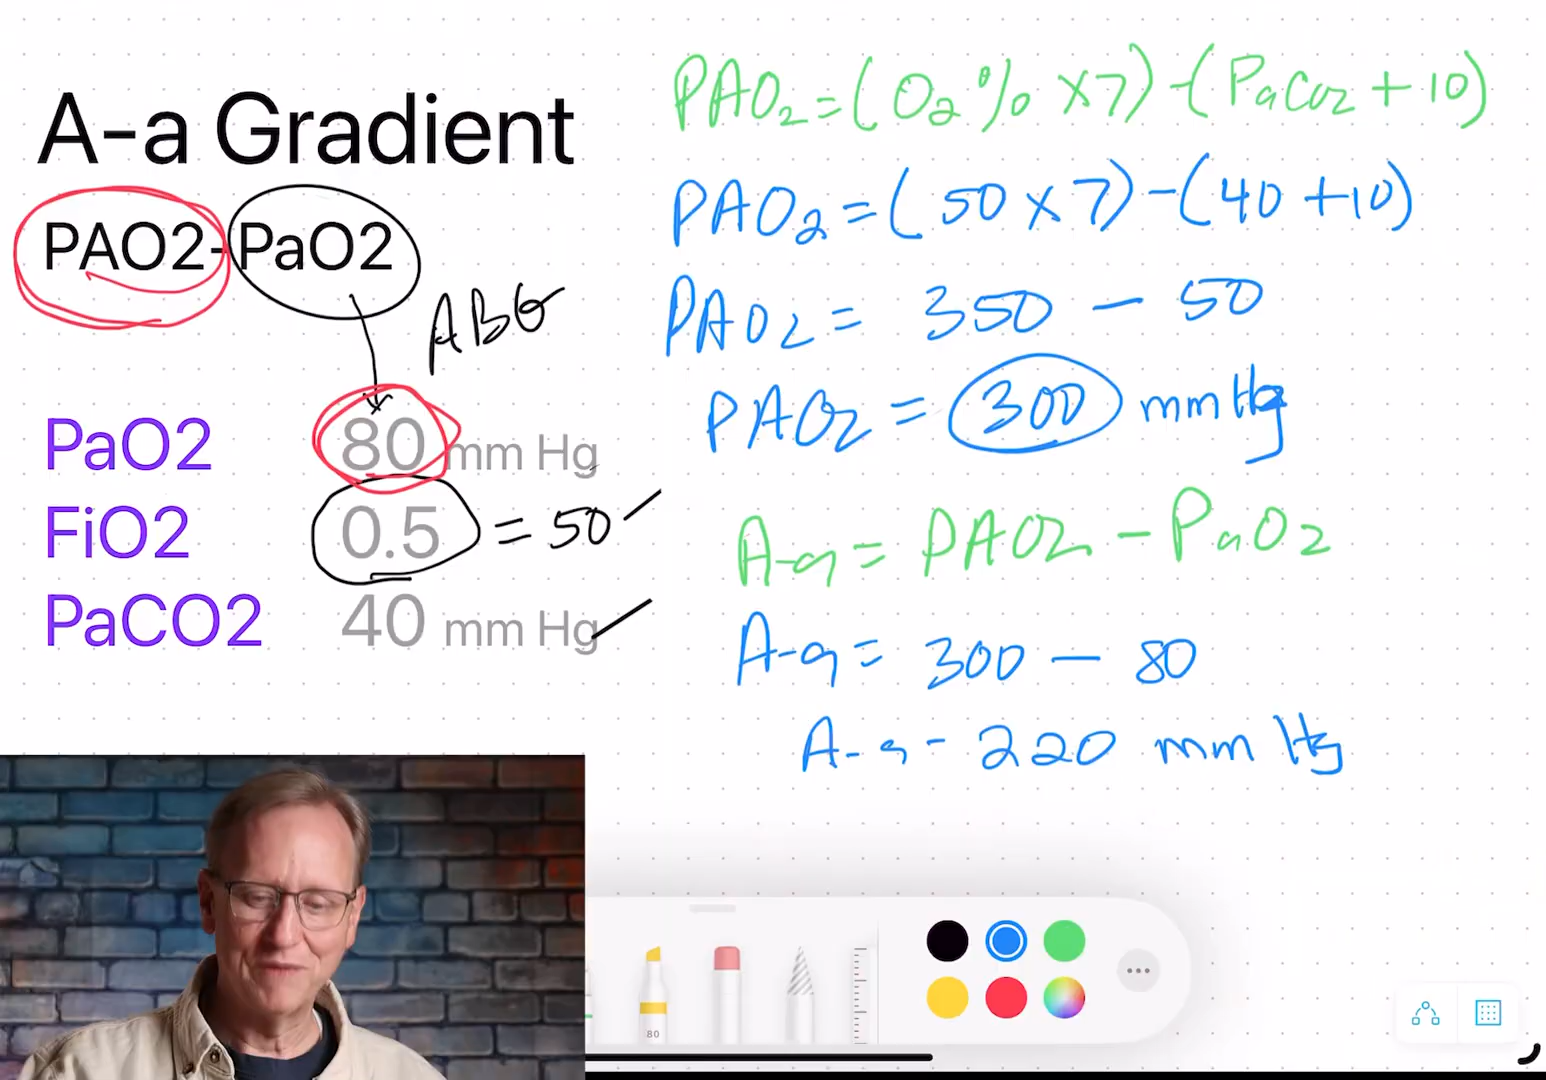 A-a Gradient
PAO2-PaO2
ABG
PaO2 80 mm Hg
FiO2 0.5 = 50
PaCO2 40 mm Hg
PAO2 = (O2% x7) - (PaCO2 + 10)
PAO2 = (50 x 7) - (40 + 10)
PAO2 = 350 - 50
PAO2 = 300 mm Hg
A-a = PAO2 - PaO2
A-a = 300 - 80
A-a - 220 mm Hg
80